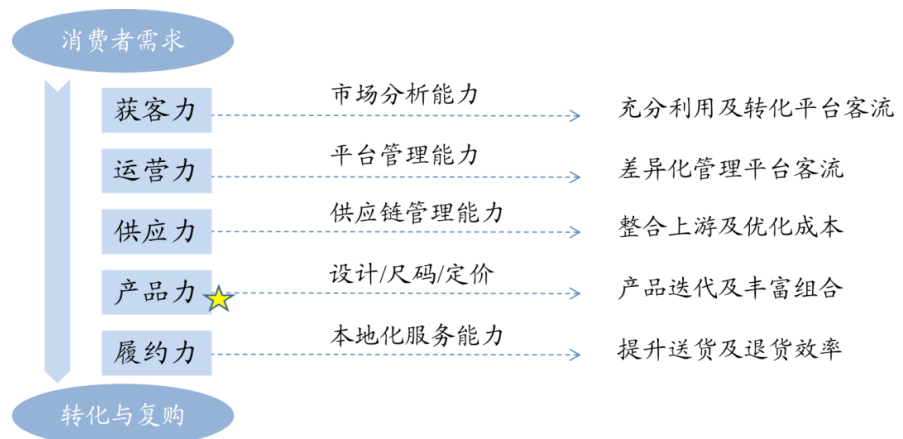 消费者需求
获客力
市场分析能力
充分利用及转化平台客流
运营力
平台管理能力
差异化管理平台客流
供应力
供应链管理能力
整合上游及优化成本
产品力
设计/尺码/定价
产品迭代及丰富组合
履约力
本地化服务能力
提升送货及退货效率
转化与复购